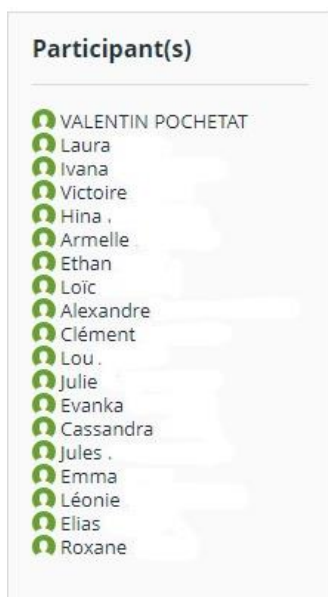 Participant(s)
VALENTIN POCHETAT
Laura
Ivana
Victoire
Hina .
Armelle
Ethan
Loïc
Alexandre
Clément
Lou .
Julie
Evanka
Cassandra
Jules .
Emma
Léonie
Elias
Roxane